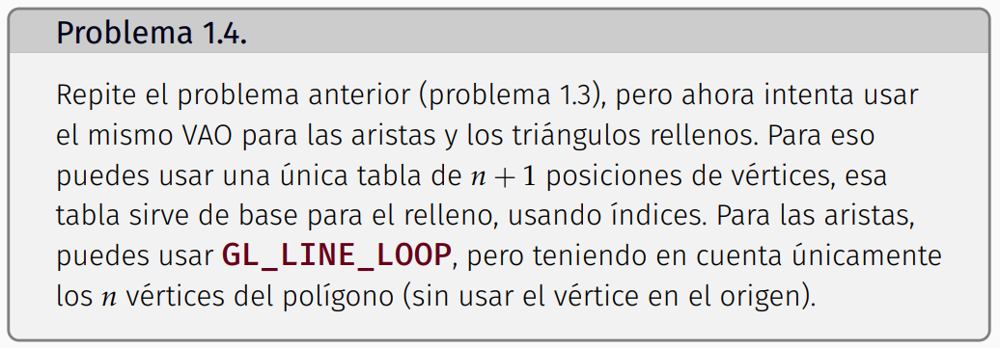 Problema 1.4.
Repite el problema anterior (problema 1.3), pero ahora intenta usar
el mismo VAO para las aristas y los triángulos rellenos. Para eso
puedes usar una única tabla de n + 1 posiciones de vértices, esa
tabla sirve de base para el relleno, usando índices. Para las aristas,
puedes usar GL_LINE_LOOP, pero teniendo en cuenta únicamente
los n vértices del polígono (sin usar el vértice en el origen).